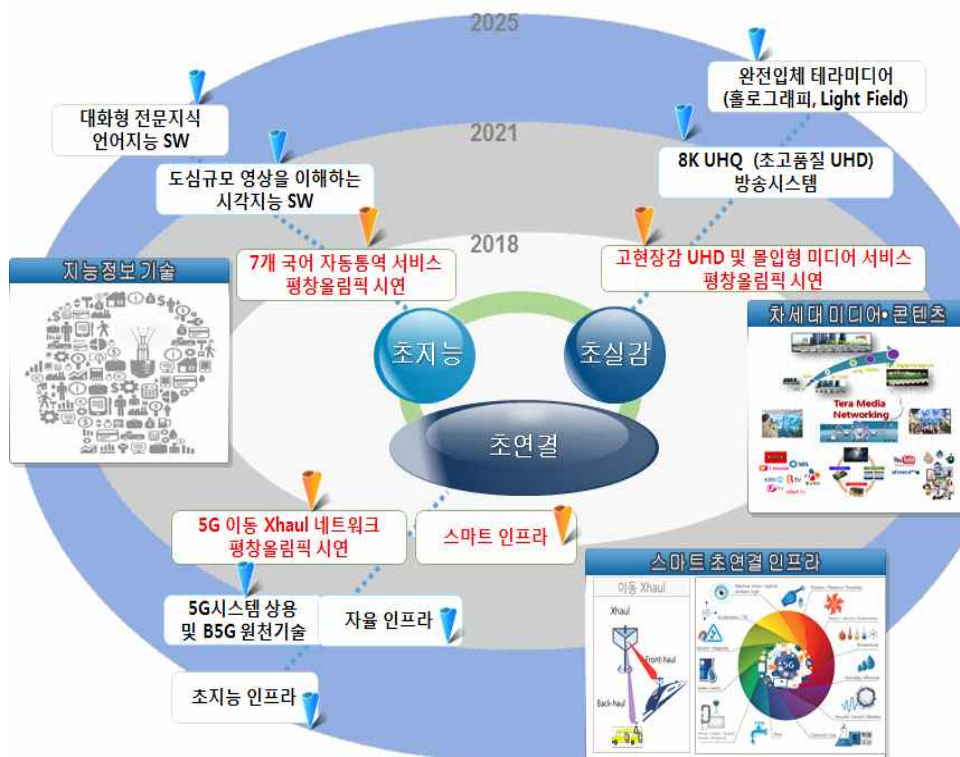 2025
완전입체 테라미디어
(홀로그래피, Light Field)
대화형 전문지식
언어지능 SW
2021
8K UHQ (초고품질 UHD)
방송시스템
도심규모 영상을 이해하는
시각지능 SW
2018
7개 국어 자동통역 서비스
평창올림픽 시연
고현장감 UHD 및 몰입형 미디어 서비스
평창올림픽 시연
지능정보기술
차세대 미디어•콘텐츠
초지능
초실감
초연결
Tera Media
Networking
SBS
YouTube
5G 이동 Xhaul 네트워크
평창올림픽 시연
스마트 인프라
스마트 초연결 인프라
이동 Xhaul
Xhaul
Front-haul
Back-haul
5G
5G시스템 상용
및 B5G 원천기술
자율 인프라
초지능 인프라